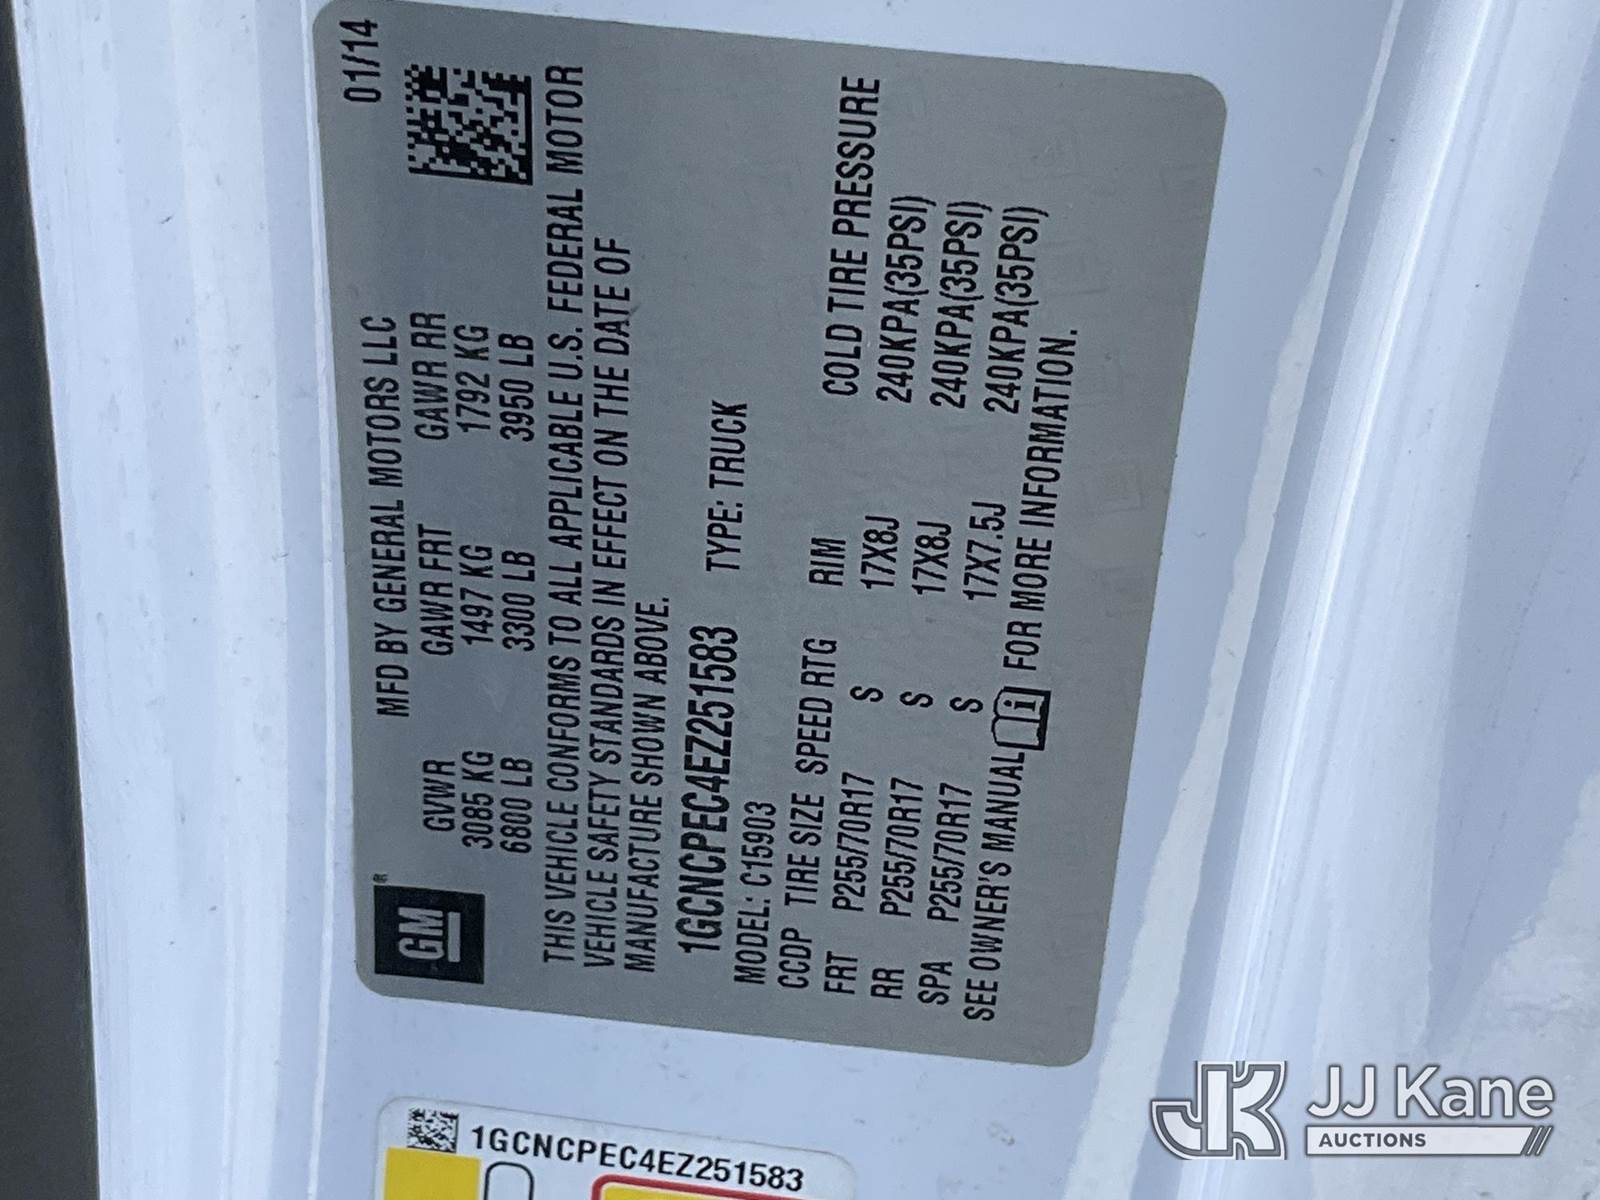 GM®
MFD BY GENERAL MOTORS LLC 01/14
GVWR GAWR FRT GAWR RR
3085 KG 1497 KG 1792 KG
6800 LB 3300 LB 3950 LB
THIS VEHICLE CONFORMS TO ALL APPLICABLE U.S. FEDERAL MOTOR
VEHICLE SAFETY STANDARDS IN EFFECT ON THE DATE OF
MANUFACTURE SHOWN ABOVE.
1GCNCPEC4EZ251583 TYPE: TRUCK
MODEL: C15903
CCDP TIRE SIZE SPEED RTG RIM COLD TIRE PRESSURE
FRT P255/70R17 S 17X8J 240KPA(35PSI)
RR P255/70R17 S 17X8J 240KPA(35PSI)
SPA P255/70R17 S 17X7.5J 240KPA(35PSI)
SEE OWNER'S MANUAL i FOR MORE INFORMATION.
1GCNCPEC4EZ251583
JK JJ Kane
AUCTIONS